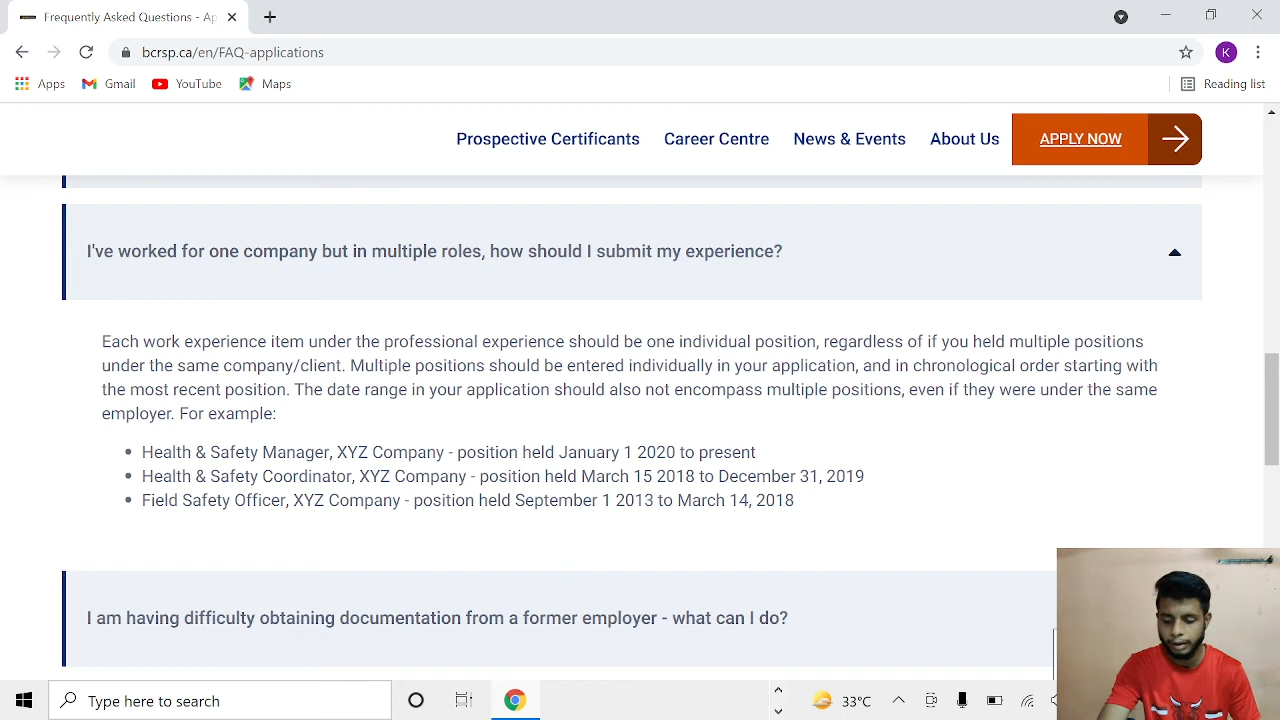 Frequently Asked Questions - Ap
bcrsp.ca/en/FAQ-applications
K
Apps
Gmail
YouTube
Maps
Reading list
Prospective Certificants
Career Centre
News & Events
About Us
APPLY NOW
I've worked for one company but in multiple roles, how should I submit my experience?
Each work experience item under the professional experience should be one individual position, regardless of if you held multiple positions
under the same company/client. Multiple positions should be entered individually in your application, and in chronological order starting with
the most recent position. The date range in your application should also not encompass multiple positions, even if they were under the same
employer. For example:
Health & Safety Manager, XYZ Company - position held January 1 2020 to present
Health & Safety Coordinator, XYZ Company - position held March 15 2018 to December 31, 2019
Field Safety Officer, XYZ Company - position held September 1 2013 to March 14, 2018
I am having difficulty obtaining documentation from a former employer - what can I do?
Type here to search
33°C